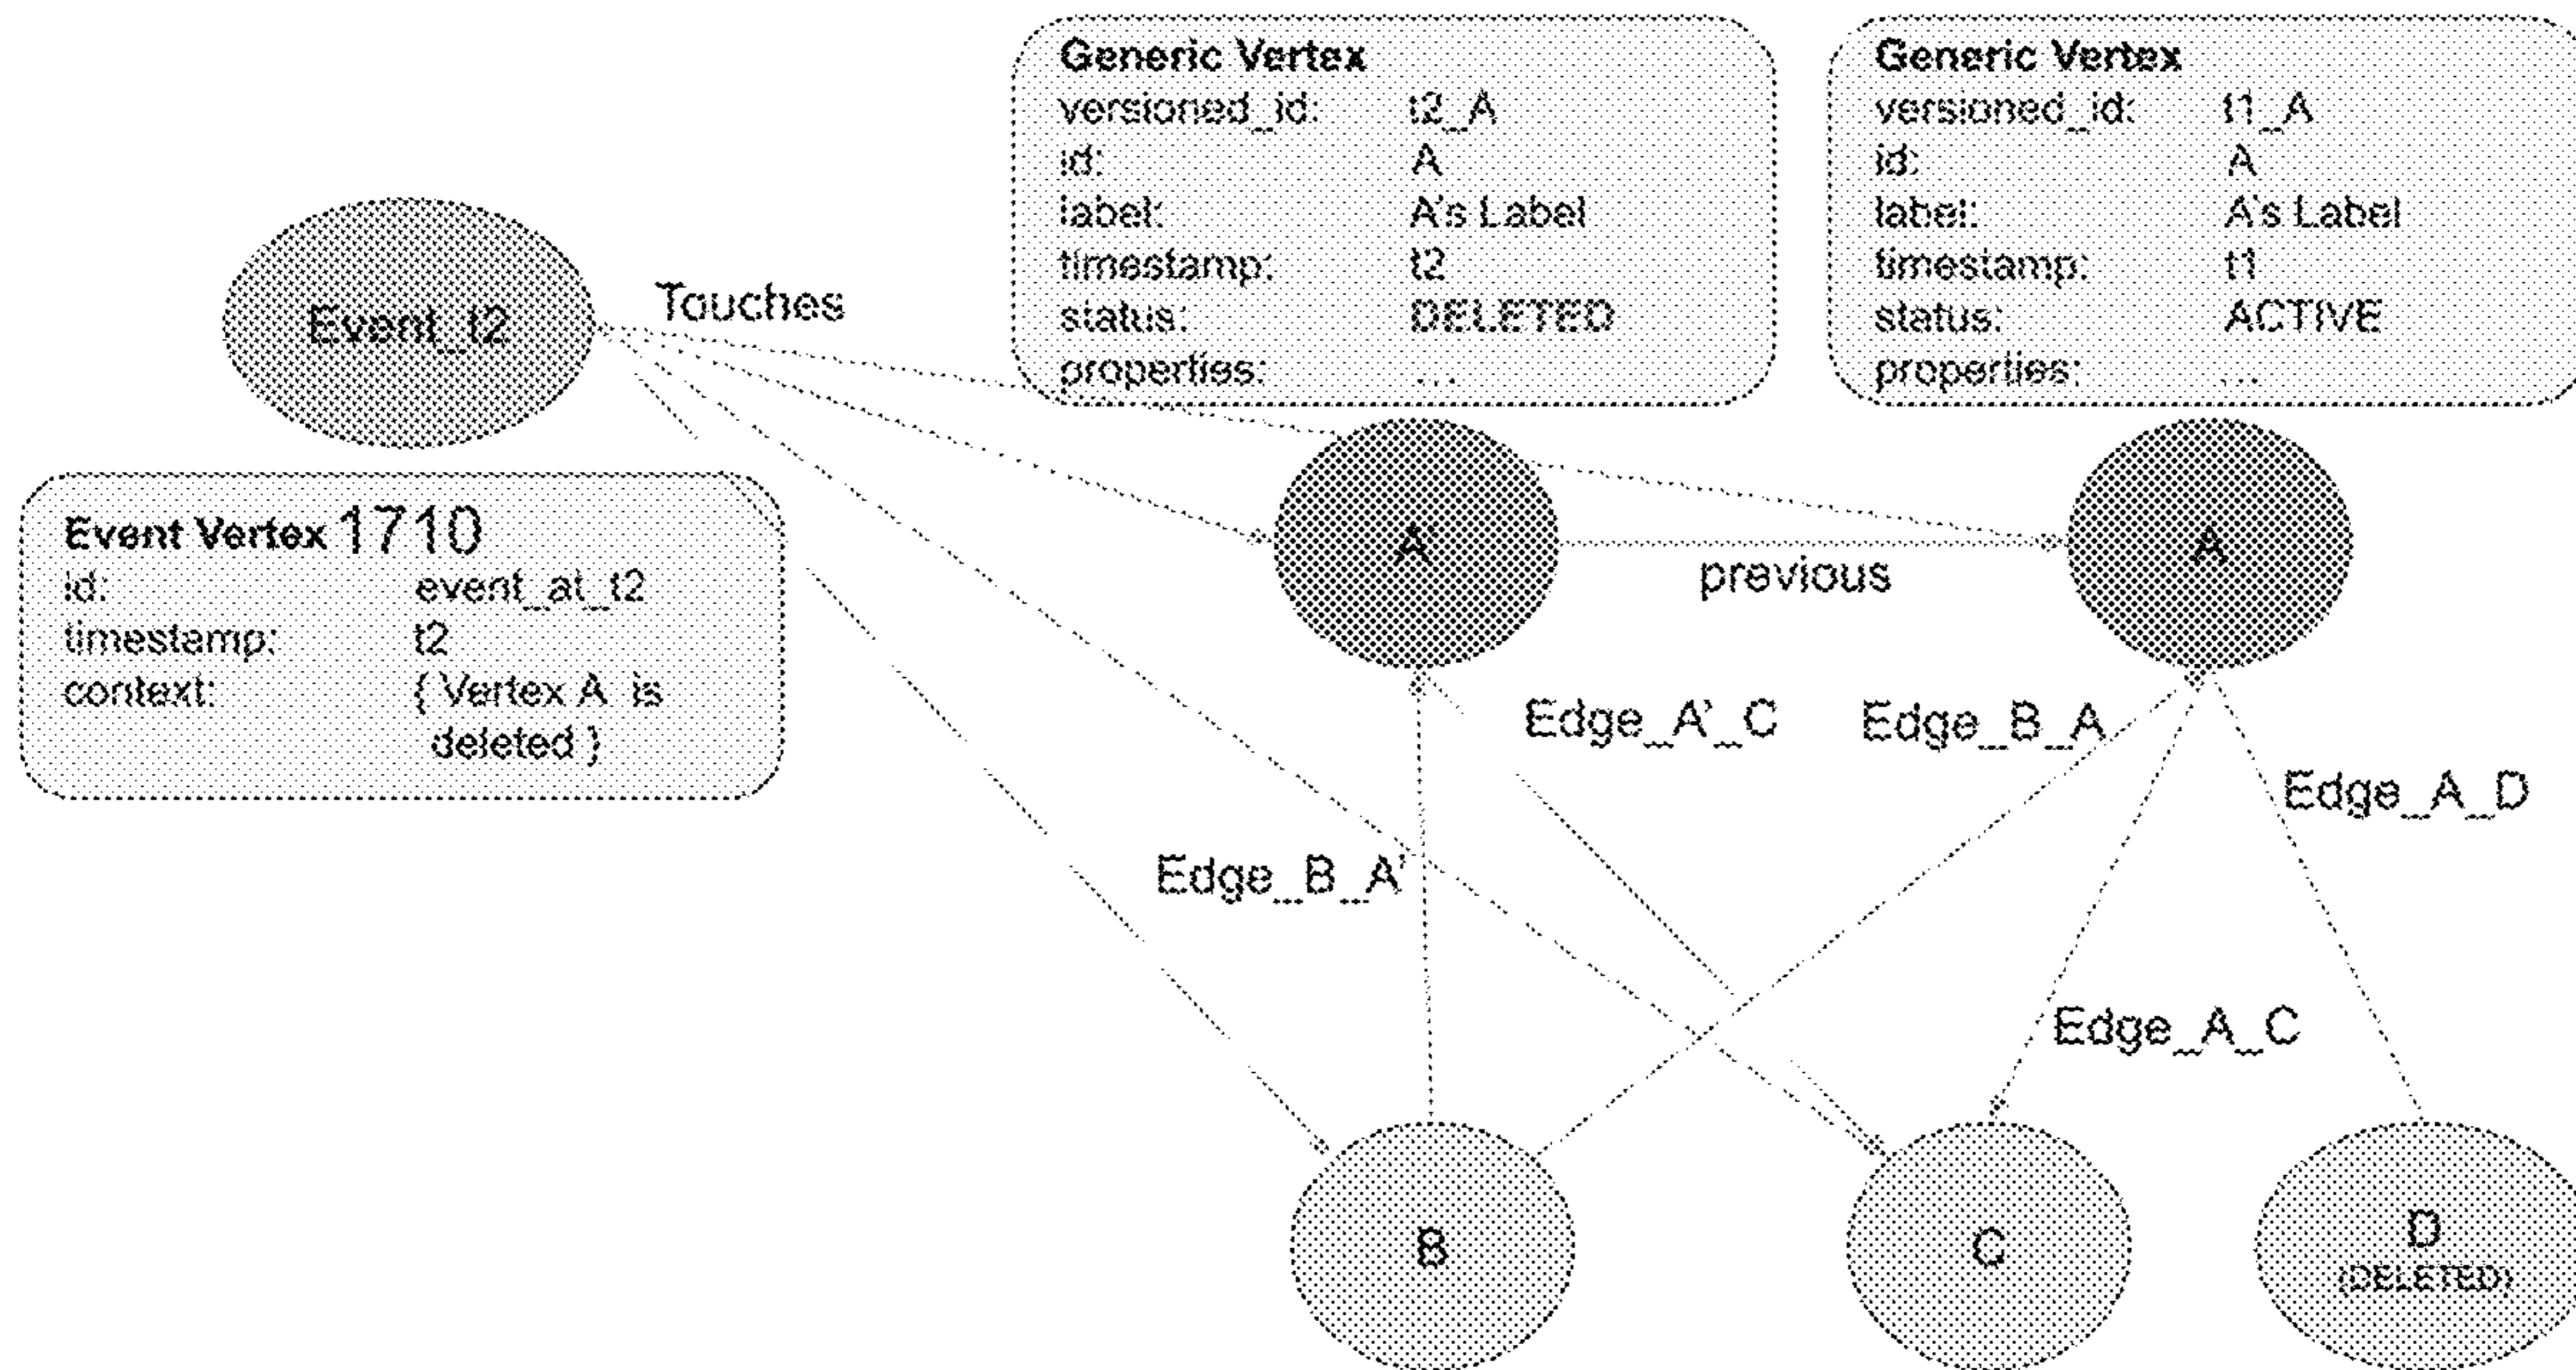 Generic Vertex
versioned_id: t2_A
id: A
label: A's Label
timestamp: t2
status: DELETED
properties: ...
Generic Vertex
versioned_id: t1_A
id: A
label: A's Label
timestamp: t1
status: ACTIVE
properties: ...
Event_t2
Touches
Event Vertex 1710
id: event_at_t2
timestamp: t2
context: { Vertex A is
deleted }
A'
previous
A
Edge_A'_C
Edge_B_A
Edge_A_D
Edge_B_A'
Edge_A_C
B
C
D
(DELETED)